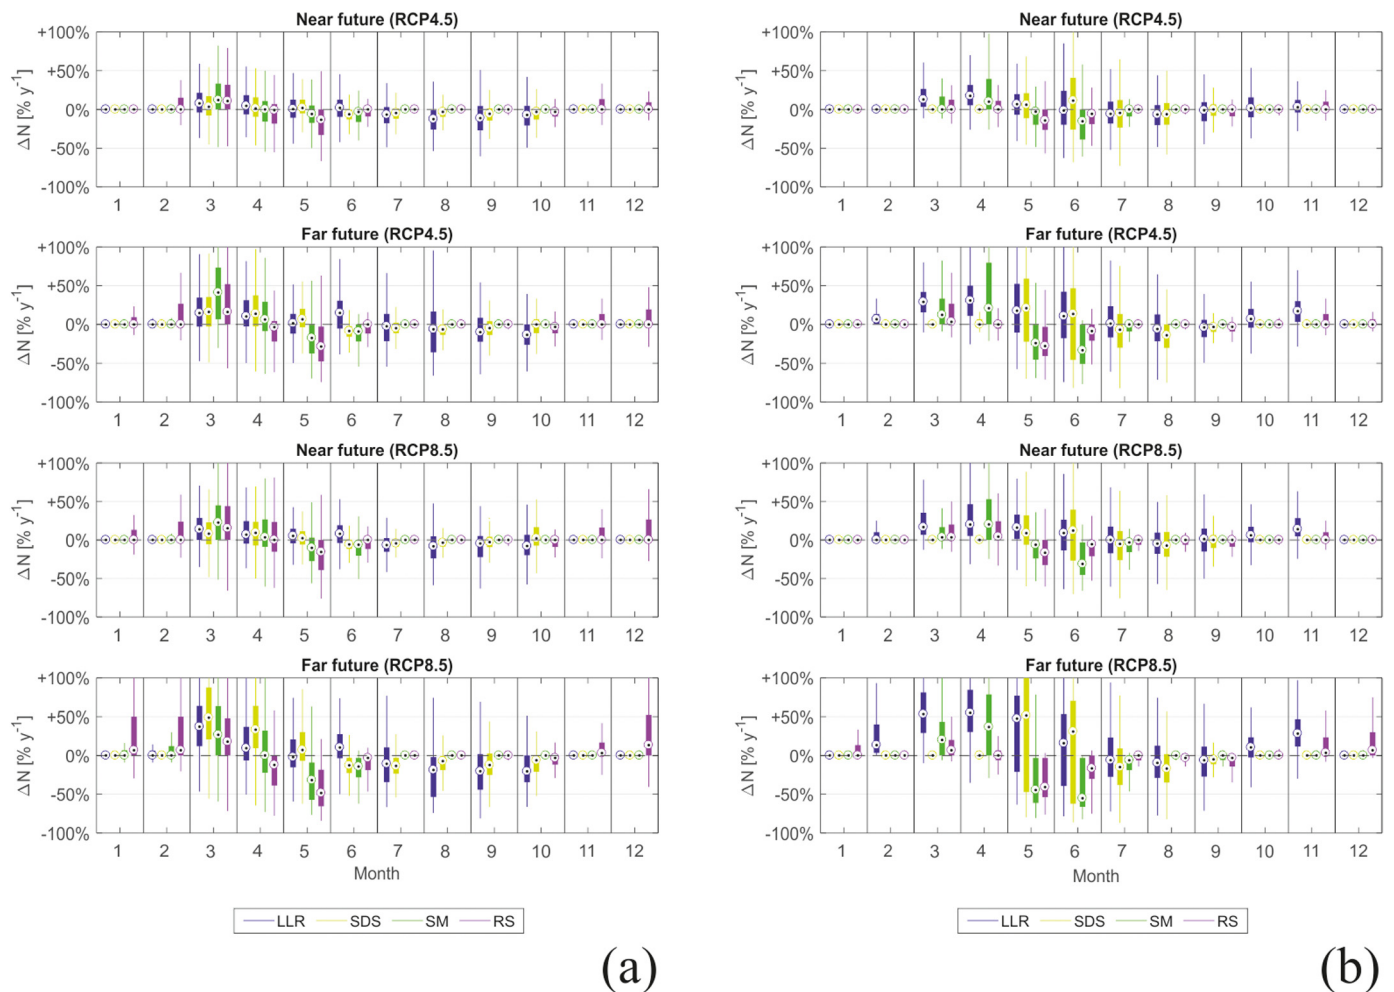 Near future (RCP4.5)
+100%
+50%
0%
-50%
-100%
ΔN [% y⁻¹]
1 2 3 4 5 6 7 8 9 10 11 12
Far future (RCP4.5)
+100%
+50%
0%
-50%
-100%
ΔN [% y⁻¹]
1 2 3 4 5 6 7 8 9 10 11 12
Near future (RCP8.5)
+100%
+50%
0%
-50%
-100%
ΔN [% y⁻¹]
1 2 3 4 5 6 7 8 9 10 11 12
Far future (RCP8.5)
+100%
+50%
0%
-50%
-100%
ΔN [% y⁻¹]
1 2 3 4 5 6 7 8 9 10 11 12
Month
LLR SDS SM RS
(a)
Near future (RCP4.5)
+100%
+50%
0%
-50%
-100%
ΔN [% y⁻¹]
1 2 3 4 5 6 7 8 9 10 11 12
Far future (RCP4.5)
+100%
+50%
0%
-50%
-100%
ΔN [% y⁻¹]
1 2 3 4 5 6 7 8 9 10 11 12
Near future (RCP8.5)
+100%
+50%
0%
-50%
-100%
ΔN [% y⁻¹]
1 2 3 4 5 6 7 8 9 10 11 12
Far future (RCP8.5)
+100%
+50%
0%
-50%
-100%
ΔN [% y⁻¹]
1 2 3 4 5 6 7 8 9 10 11 12
Month
LLR SDS SM RS
(b)